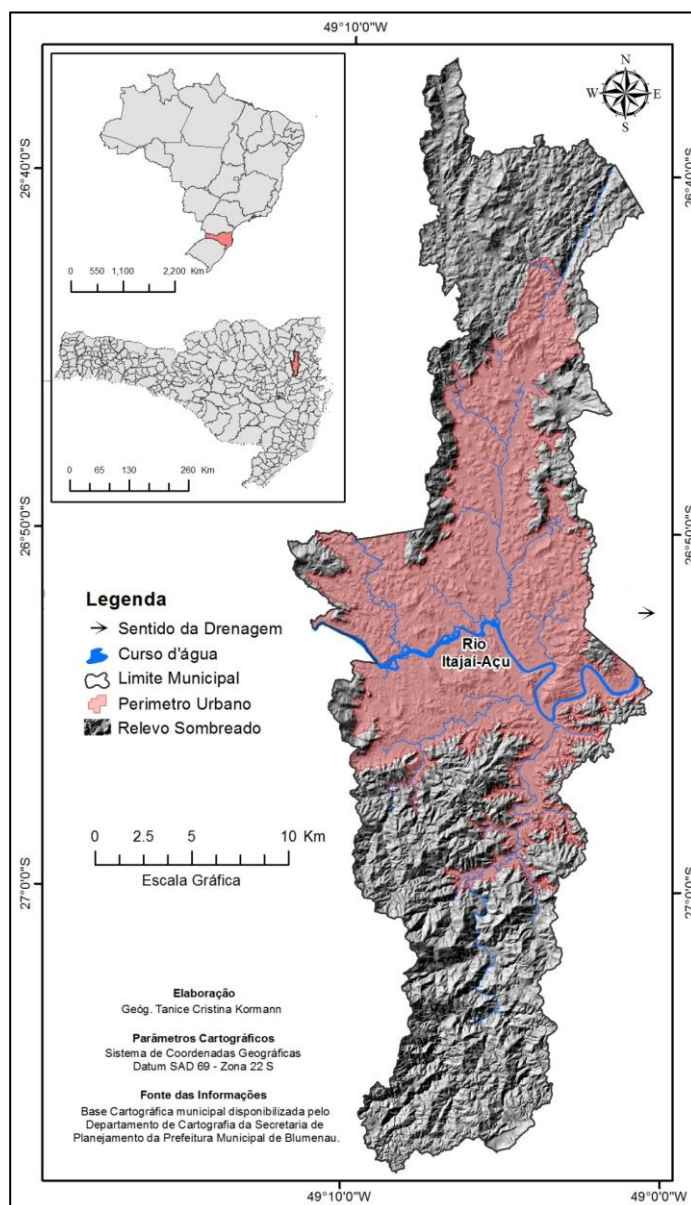 49°10'0"W
N
W
E
S
26°40'0"S
26°40'0"S
0 550 1,100 2,200 Km
0 65 130 260 Km
26°50'0"S
26°50'0"S
Legenda
Sentido da Drenagem
Curso d'água
Limite Municipal
Perimetro Urbano
Relevo Sombreado
Rio
Itajaí-Açu
0 2.5 5 10 Km
Escala Gráfica
27°0'0"S
27°0'0"S
Elaboração
Geóg. Tanice Cristina Kormann
Parâmetros Cartográficos
Sistema de Coordenadas Geográficas
Datum SAD 69 - Zona 22 S
Fonte das Informações
Base Cartográfica municipal disponibilizada pelo
Departamento de Cartografia da Secretaria de
Planejamento da Prefeitura Municipal de Blumenau.
49°10'0"W
49°0'0"W